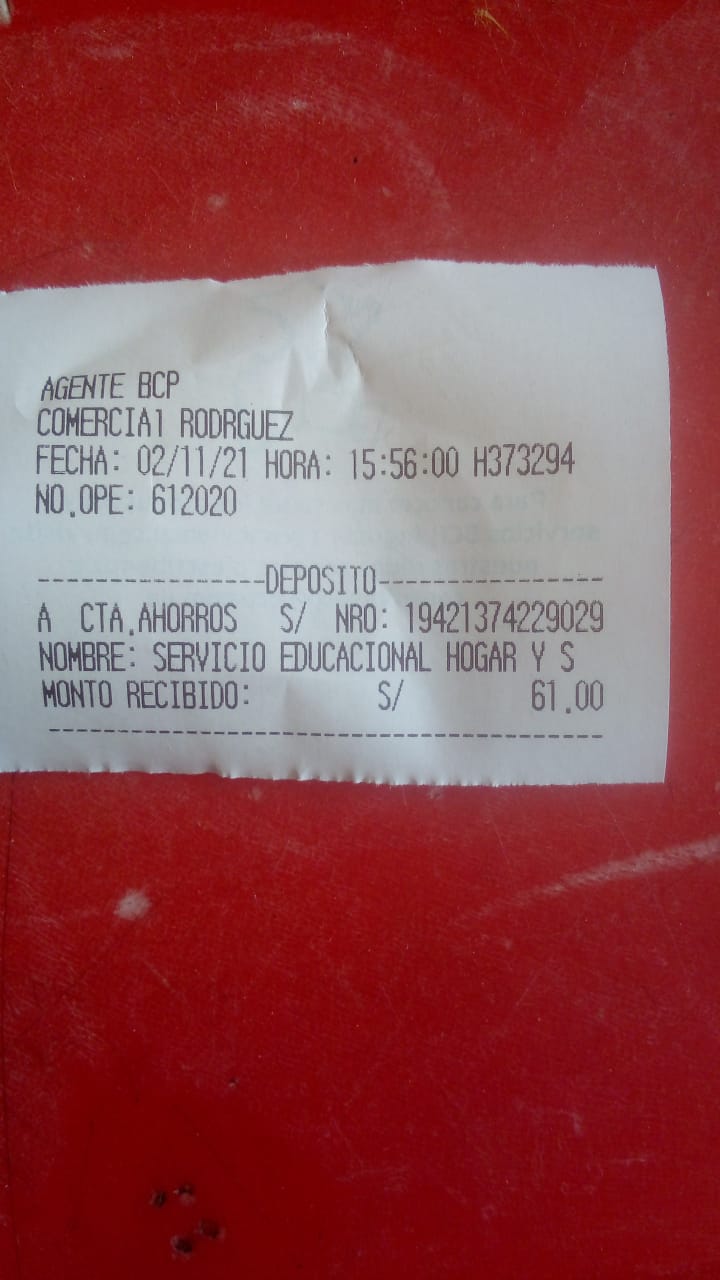 AGENTE BCP
COMERCIA1 RODRGUEZ
FECHA: 02/11/21 HORA: 15:56:00 H373294
NO.OPE: 612020
----------------DEPOSITO----------------
A CTA.AHORROS S/ NRO: 19421374229029
NOMBRE: SERVICIO EDUCACIONAL HOGAR Y S
MONTO RECIBIDO: S/ 61.00
----------------------------------------